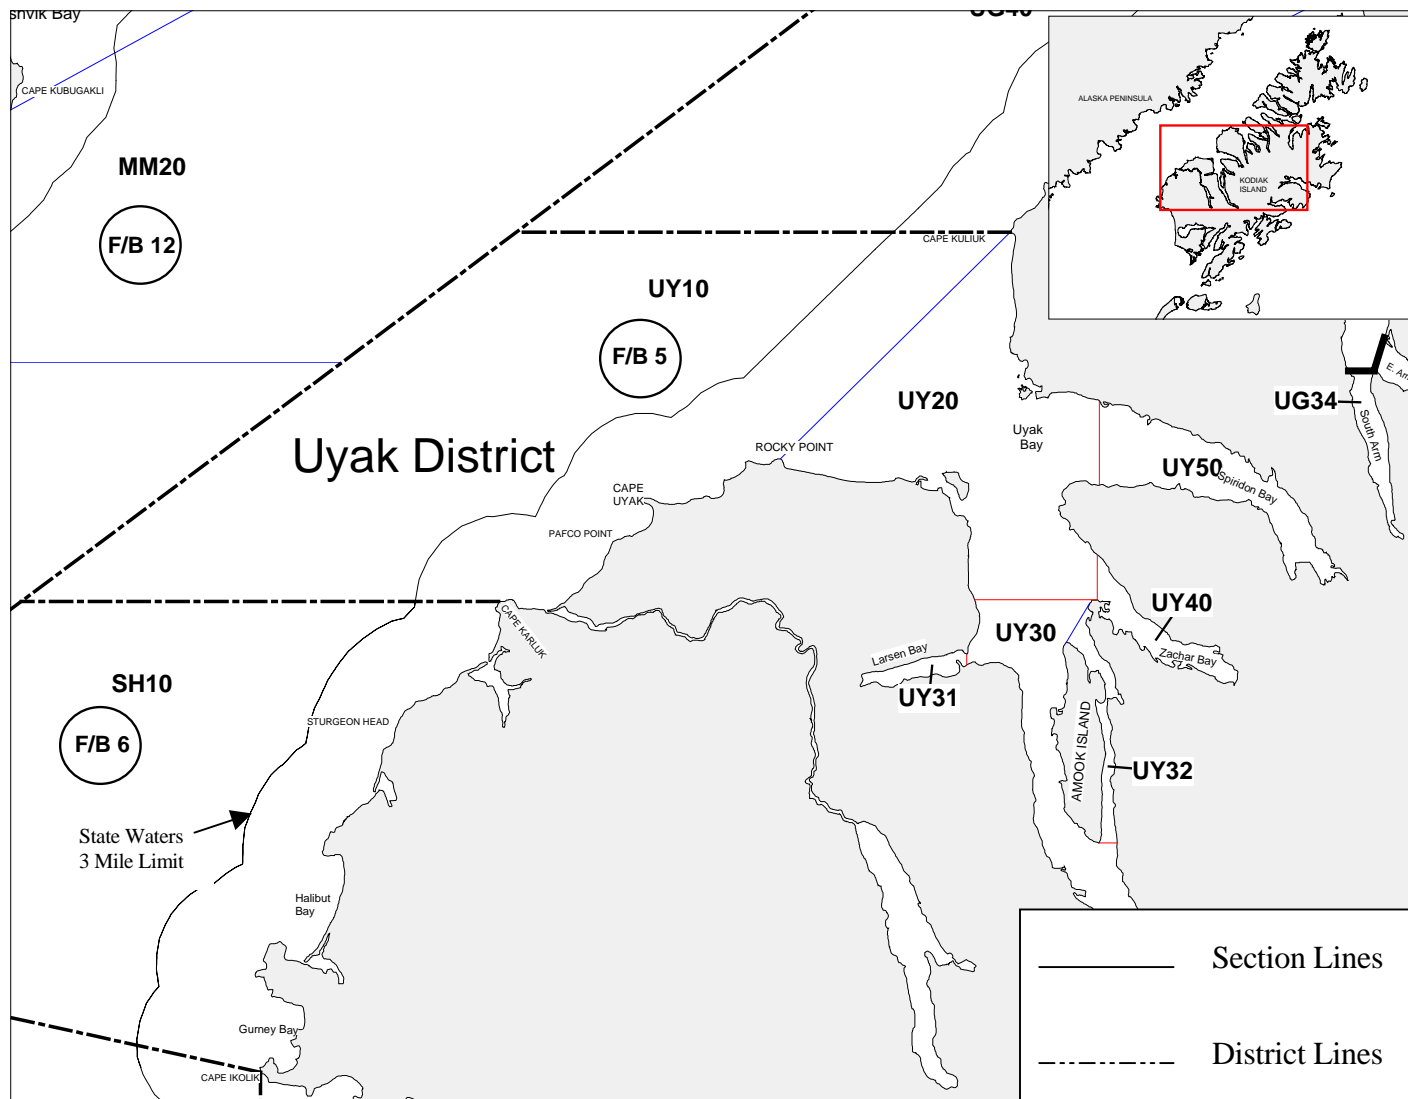 shvik Bay
UG40
CAPE KUBUGAKLI
ALASKA PENINSULA
MM20
KODIAK
ISLAND
F/B 12
CAPE KULIUK
UY10
F/B 5
E. Arm
UG34
South Arm
UY20
Uyak
Bay
Uyak District
ROCKY POINT
UY50
Spiridon Bay
CAPE
UYAK
PAFCO POINT
CAPE KARLUK
UY40
UY30
Larsen Bay
Zachar Bay
UY31
SH10
STURGEON HEAD
AMOOK ISLAND
F/B 6
UY32
State Waters
3 Mile Limit
Halibut
Bay
Section Lines
Gurney Bay
District Lines
CAPE IKOLIK